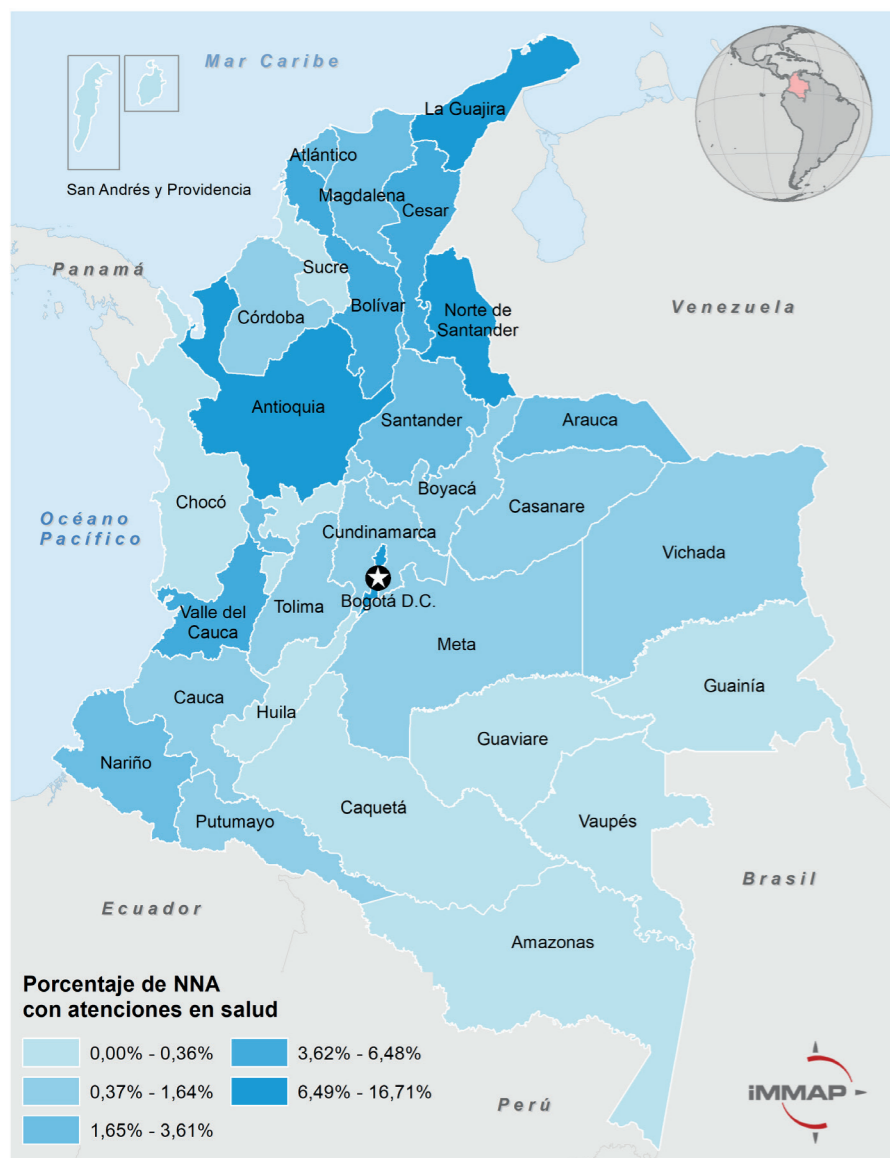 Mar Caribe
La Guajira
Atlántico
San Andrés y Providencia
Magdalena
Cesar
Panamá
Sucre
Bolívar
Venezuela
Córdoba
Norte de
Santander
Antioquia
Santander
Arauca
Boyacá
Chocó
Casanare
Océano
Pacífico
Cundinamarca
Vichada
Bogotá D.C.
Tolima
Valle del
Cauca
Meta
Guainía
Cauca
Huila
Guaviare
Nariño
Caquetá
Putumayo
Vaupés
Brasil
Ecuador
Amazonas
Porcentaje de NNA
con atenciones en salud
0,00% - 0,36%
0,37% - 1,64%
1,65% - 3,61%
3,62% - 6,48%
6,49% - 16,71%
Perú
iMMAP